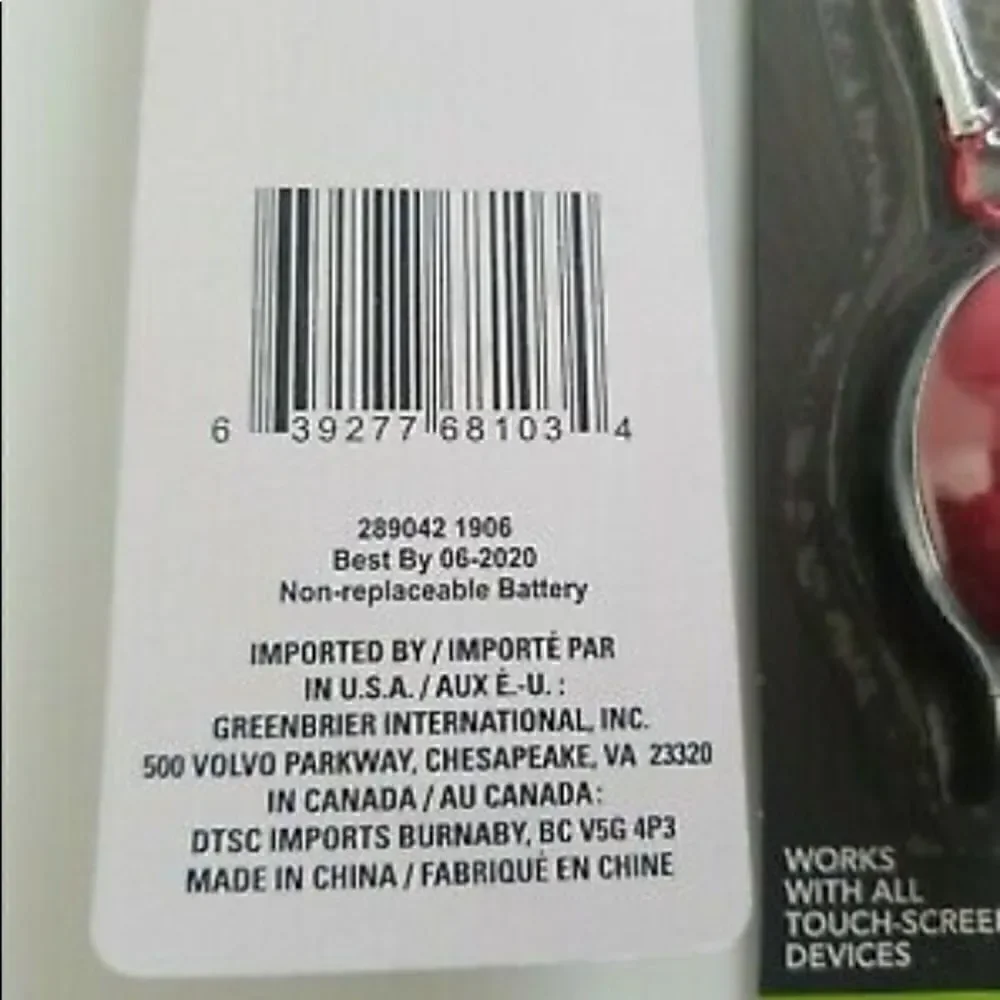 6 39277 68103 4
289042 1906
Best By 06-2020
Non-replaceable Battery
IMPORTED BY / IMPORTÉ PAR
IN U.S.A. / AUX É.-U. :
GREENBRIER INTERNATIONAL, INC.
500 VOLVO PARKWAY, CHESAPEAKE, VA 23320
IN CANADA / AU CANADA:
DTSC IMPORTS BURNABY, BC V5G 4P3
MADE IN CHINA / FABRIQUÉ EN CHINE
WORKS
WITH ALL
TOUCH-SCREE
DEVICES